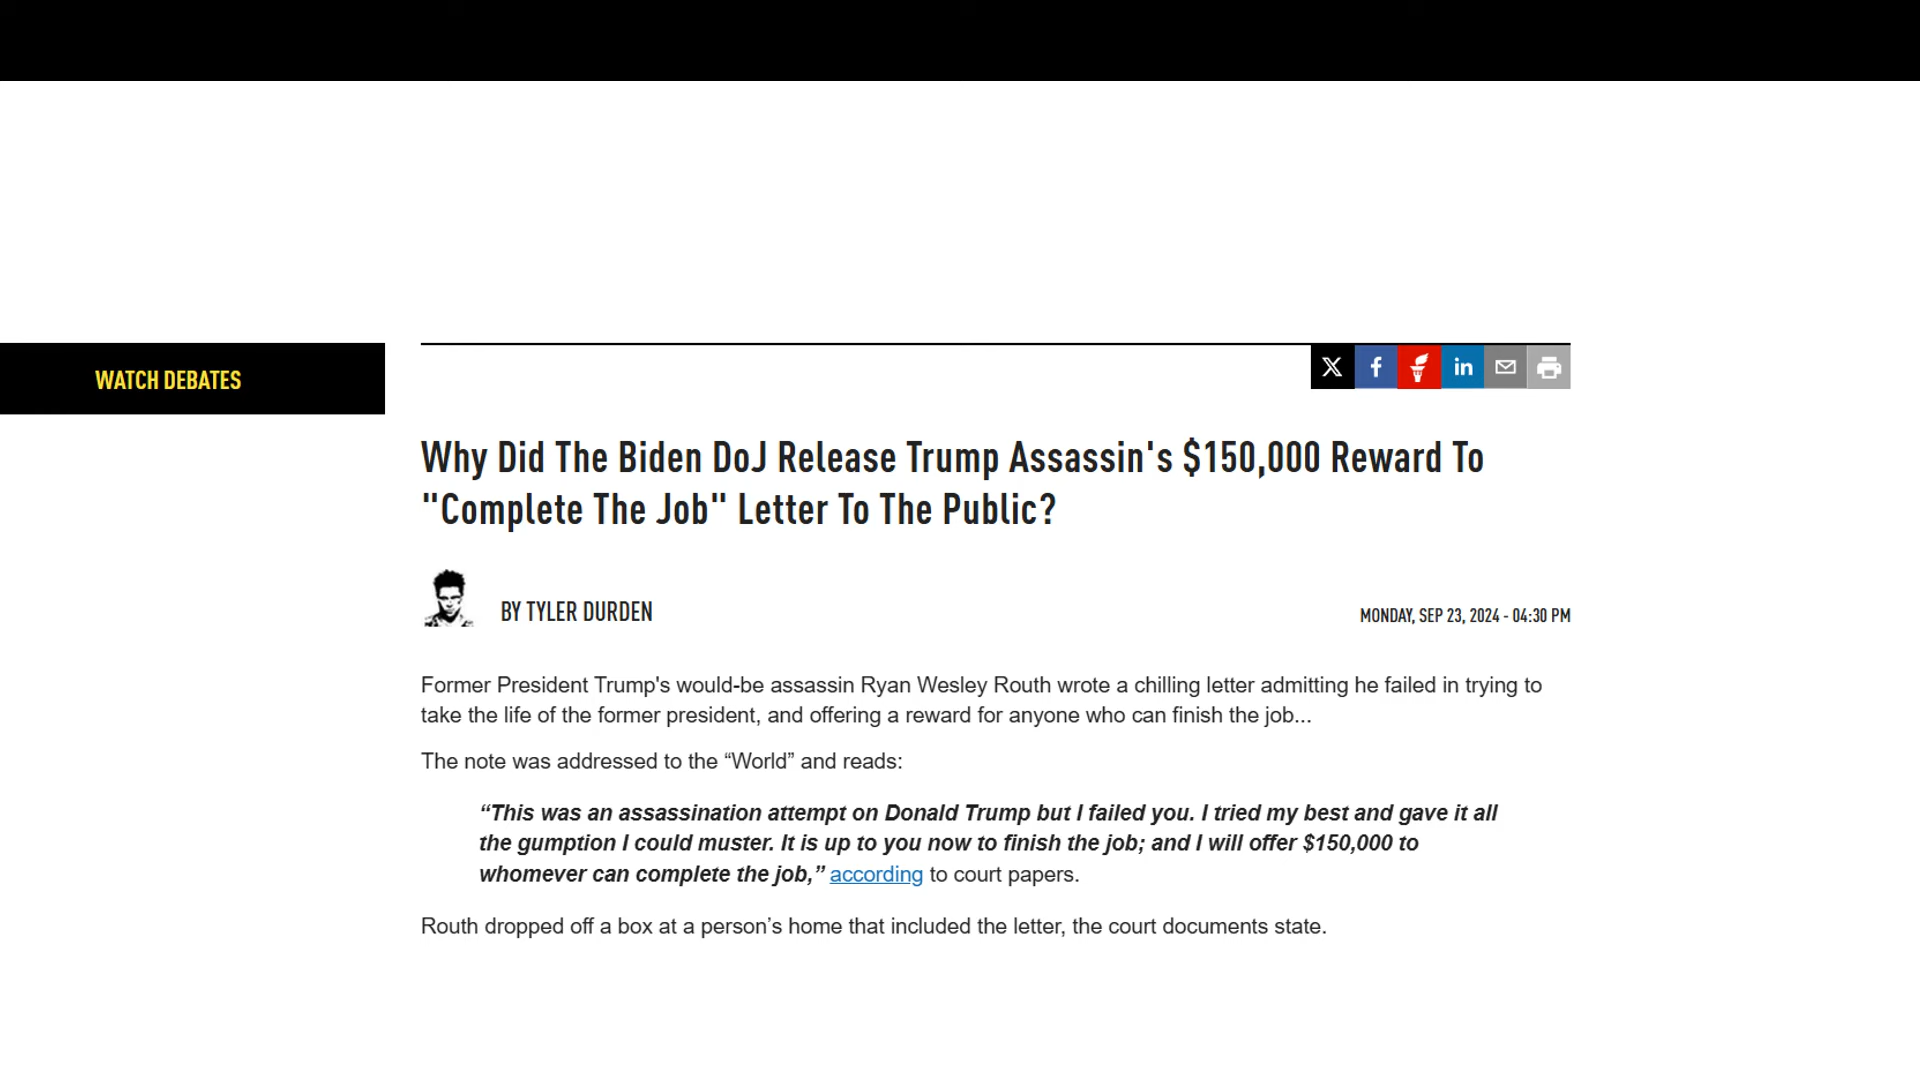 WATCH DEBATES
Why Did The Biden DoJ Release Trump Assassin's $150,000 Reward To
"Complete The Job" Letter To The Public?
BY TYLER DURDEN
MONDAY, SEP 23, 2024 - 04:30 PM
Former President Trump's would-be assassin Ryan Wesley Routh wrote a chilling letter admitting he failed in trying to
take the life of the former president, and offering a reward for anyone who can finish the job...
The note was addressed to the “World” and reads:
“This was an assassination attempt on Donald Trump but I failed you. I tried my best and gave it all
the gumption I could muster. It is up to you now to finish the job; and I will offer $150,000 to
whomever can complete the job,” according to court papers.
Routh dropped off a box at a person’s home that included the letter, the court documents state.